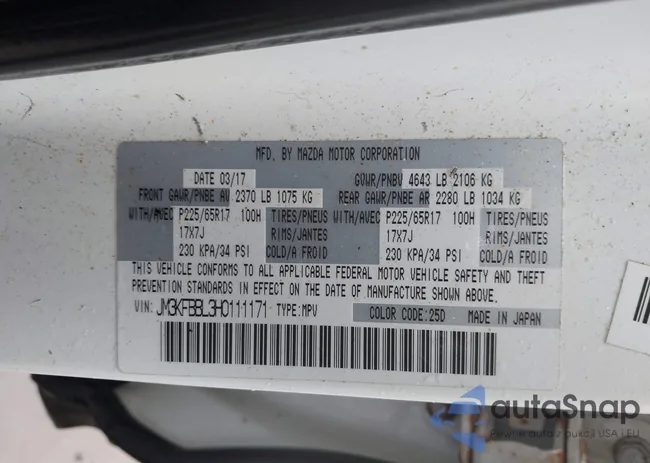 MFD. BY MAZDA MOTOR CORPORATION
DATE 03/17 GVWR/PNBV 4643 LB 2106 KG
FRONT GAWR/PNBE AV 2370 LB 1075 KG REAR GAWR/PNBE AR 2280 LB 1034 KG
WITH/AVEC P225/65R17 100H TIRES/PNEUS WITH/AVEC P225/65R17 100H TIRES/PNEUS
17X7J RIMS/JANTES 17X7J RIMS/JANTES
230 KPA/34 PSI COLD/A FROID 230 KPA/34 PSI COLD/A FROID
THIS VEHICLE CONFORMS TO ALL APPLICABLE FEDERAL MOTOR VEHICLE SAFETY AND THEFT
PREVENTION STANDARDS IN EFFECT ON THE DATE OF MANUFACTURE SHOWN ABOVE.
VIN: JM3KFBBL3H0111171 TYPE:MPV COLOR CODE:25D MADE IN JAPAN
autoSnap
Pewne auta z aukcji USA i EU